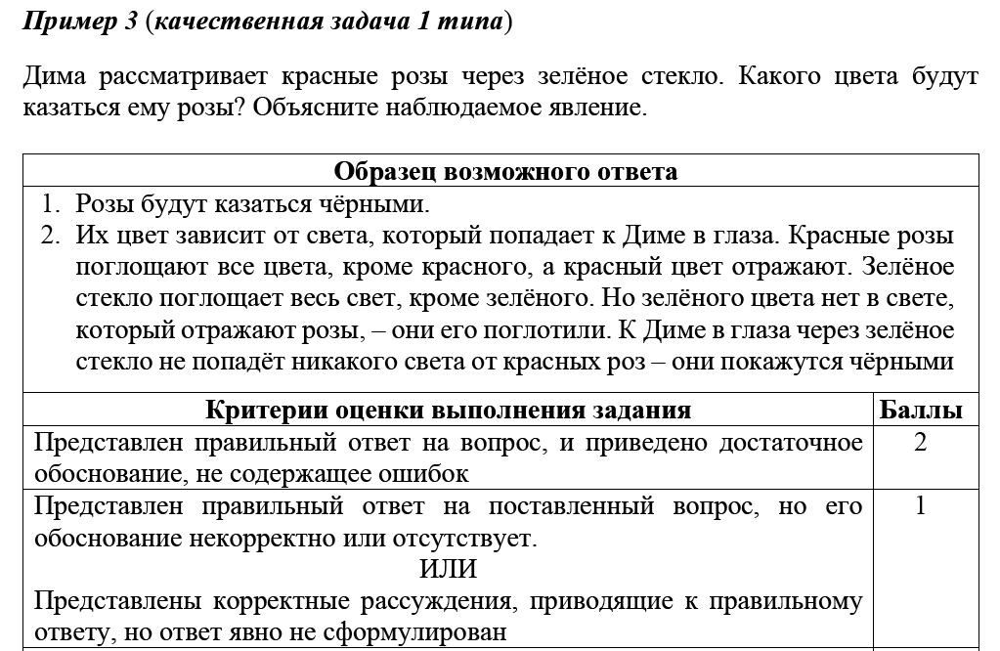 Пример 3 (качественная задача 1 типа)
Дима рассматривает красные розы через зелёное стекло. Какого цвета будут
казаться ему розы? Объясните наблюдаемое явление.
Образец возможного ответа
1. Розы будут казаться чёрными.
2. Их цвет зависит от света, который попадает к Диме в глаза. Красные розы
поглощают все цвета, кроме красного, а красный цвет отражают. Зелёное
стекло поглощает весь свет, кроме зелёного. Но зелёного цвета нет в свете,
который отражают розы, – они его поглотили. К Диме в глаза через зелёное
стекло не попадёт никакого света от красных роз – они покажутся чёрными
Критерии оценки выполнения задания Баллы
Представлен правильный ответ на вопрос, и приведено достаточное 2
обоснование, не содержащее ошибок
Представлен правильный ответ на поставленный вопрос, но его 1
обоснование некорректно или отсутствует.
ИЛИ
Представлены корректные рассуждения, приводящие к правильному
ответу, но ответ явно не сформулирован